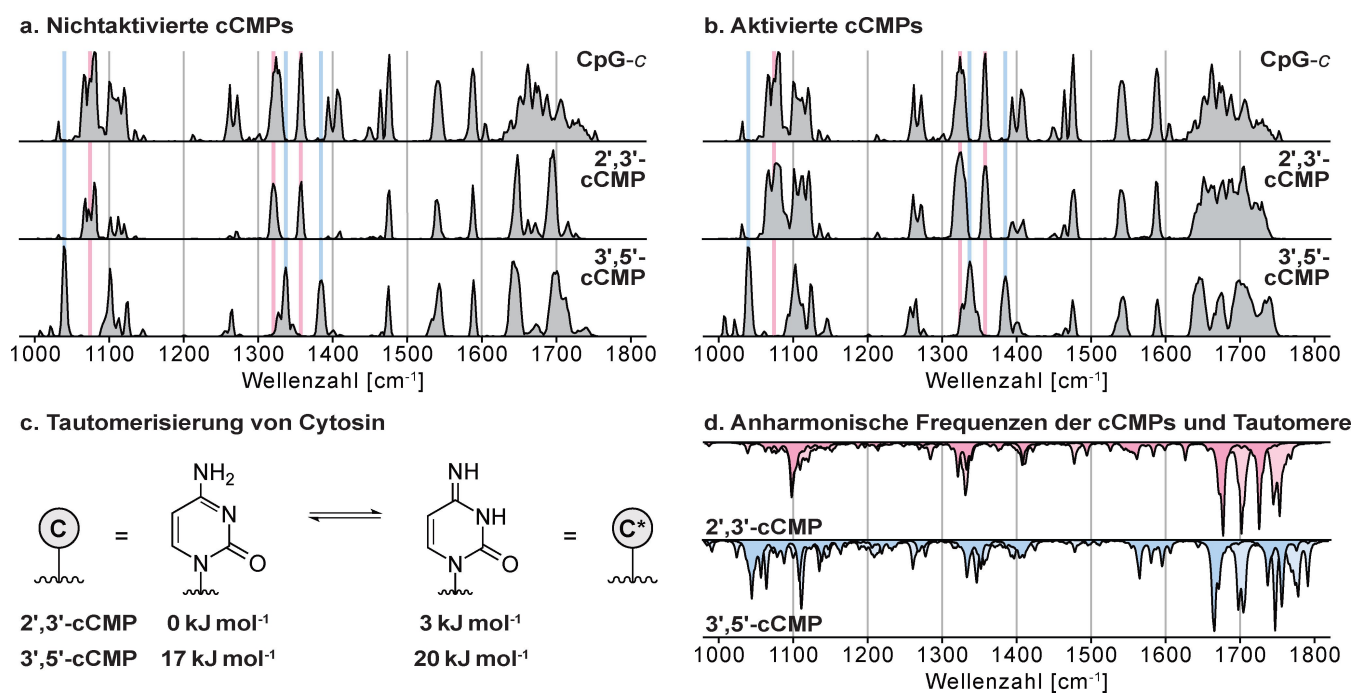 a. Nichtaktivierte cCMPs
CpG-c
2',3'-
cCMP
3',5'-
cCMP
1000 1100 1200 1300 1400 1500 1600 1700 1800
Wellenzahl [cm⁻¹]
b. Aktivierte cCMPs
CpG-c
2',3'-
cCMP
3',5'-
cCMP
1000 1100 1200 1300 1400 1500 1600 1700 1800
Wellenzahl [cm⁻¹]
c. Tautomerisierung von Cytosin
NH₂
N
N
O
C
=
NH
NH
N
O
=
C*
2',3'-cCMP 0 kJ mol⁻¹ 3 kJ mol⁻¹
3',5'-cCMP 17 kJ mol⁻¹ 20 kJ mol⁻¹
d. Anharmonische Frequenzen der cCMPs und Tautomere
2',3'-cCMP
3',5'-cCMP
1000 1100 1200 1300 1400 1500 1600 1700 1800
Wellenzahl [cm⁻¹]